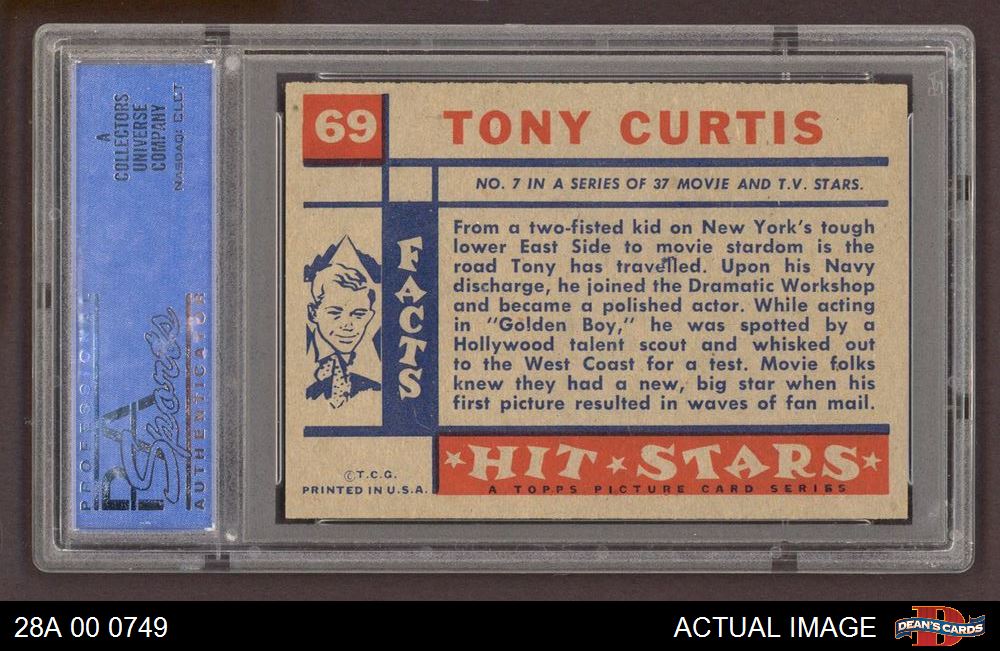 A
COLLECTORS
UNIVERSE
COMPANY
NASDAQ: CLCT
PROFESSIONAL
PSA
Sports
AUTHENTICATOR
69
TONY CURTIS
NO. 7 IN A SERIES OF 37 MOVIE AND T.V. STARS.
FACTS
From a two-fisted kid on New York's tough
lower East Side to movie stardom is the
road Tony has travelled. Upon his Navy
discharge, he joined the Dramatic Workshop
and became a polished actor. While acting
in "Golden Boy," he was spotted by a
Hollywood talent scout and whisked out
to the West Coast for a test. Movie folks
knew they had a new, big star when his
first picture resulted in waves of fan mail.
©T.C.G.
PRINTED IN U.S.A.
HIT STARS
A TOPPS PICTURE CARD SERIES
28A 00 0749
ACTUAL IMAGE
D
DEAN'S CARDS